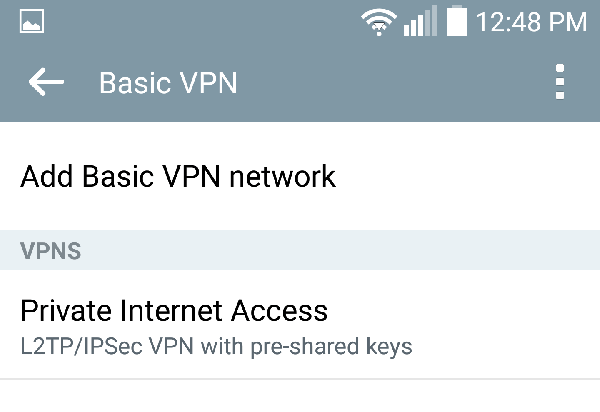 12:48 PM
Basic VPN
Add Basic VPN network
VPNS
Private Internet Access
L2TP/IPSec VPN with pre-shared keys